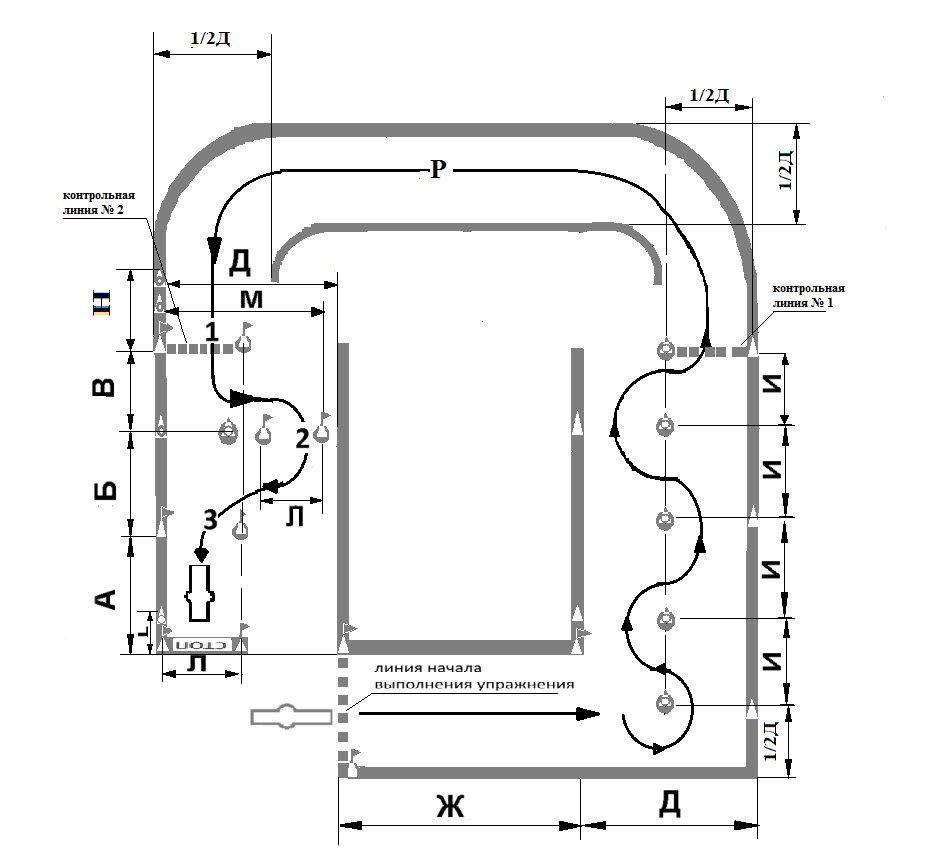 1/2Д
1/2Д
1/2Д
Р
контрольная
линия № 2
Д
М
Н
1
контрольная
линия № 1
В
И
2
Б
Л
И
3
А
И
Г
СТОП
Л
И
линия начала
выполнения упражнения
1/2Д
Ж
Д